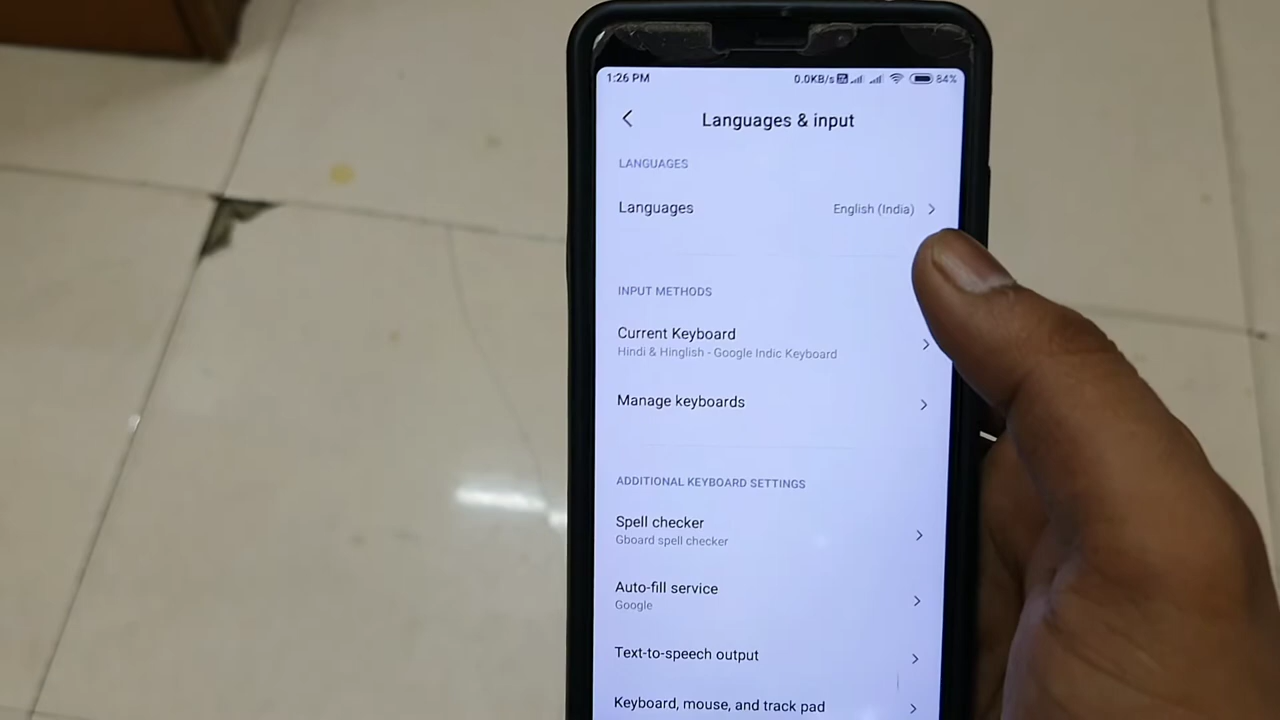 1:26 PM 0.0KB/s 84%
Languages & input
LANGUAGES
Languages English (India)
INPUT METHODS
Current Keyboard
Hindi & Hinglish - Google Indic Keyboard
Manage keyboards
ADDITIONAL KEYBOARD SETTINGS
Spell checker
Gboard spell checker
Auto-fill service
Google
Text-to-speech output
Keyboard, mouse, and track pad